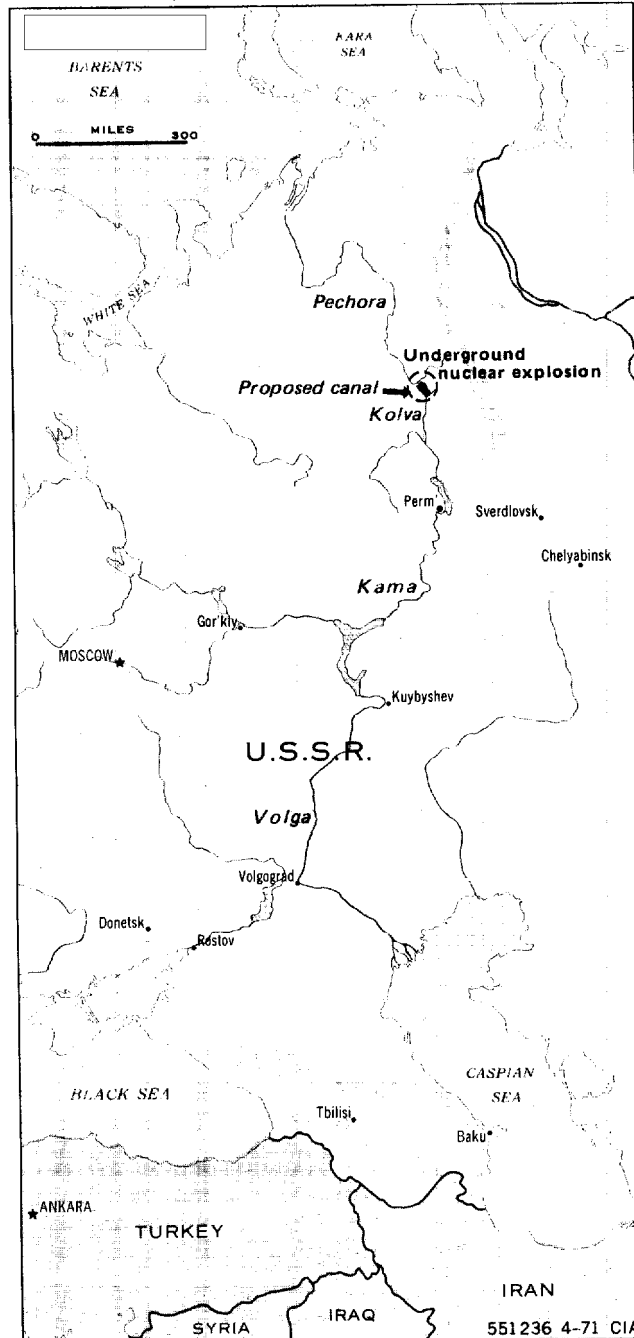 KARA
SEA
BARENTS
SEA
MILES
0 300
Pechora
WHITE SEA
Underground
nuclear explosion
Proposed canal
Kolva
Perm'
Sverdlovsk
Chelyabinsk
Kama
Gor'kiy
MOSCOW
Kuybyshev
U.S.S.R.
Volga
Volgograd
Donetsk
Rostov
CASPIAN
SEA
BLACK SEA
Tbilisi
Baku
ANKARA
TURKEY
IRAN
SYRIA
IRAQ
551236 4-71 CIA